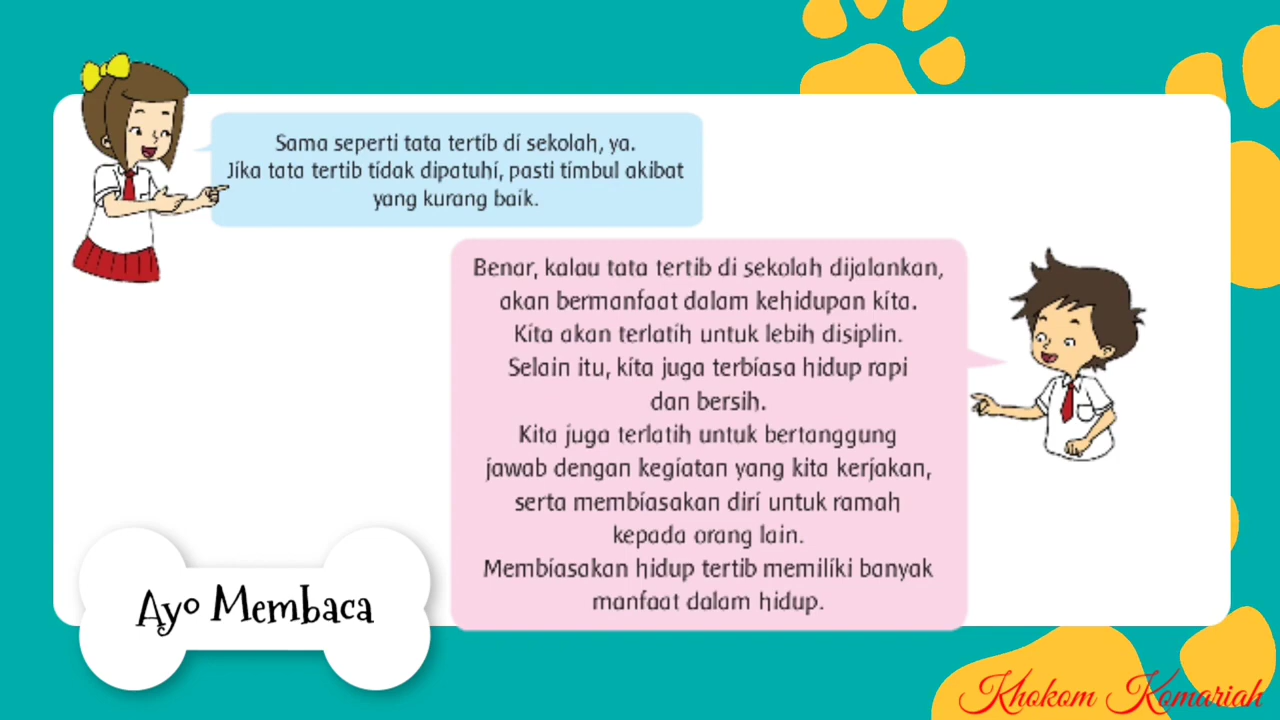 Sama seperti tata tertib di sekolah, ya.
Jika tata tertib tidak dipatuhi, pasti timbul akibat
yang kurang baik.
Benar, kalau tata tertib di sekolah dijalankan,
akan bermanfaat dalam kehidupan kita.
Kita akan terlatih untuk lebih disiplin.
Selain itu, kita juga terbiasa hidup rapi
dan bersih.
Kita juga terlatih untuk bertanggung
jawab dengan kegiatan yang kita kerjakan,
serta membiasakan diri untuk ramah
kepada orang lain.
Membiasakan hidup tertib memiliki banyak
manfaat dalam hidup.
Ayo Membaca
Khokom Komariah